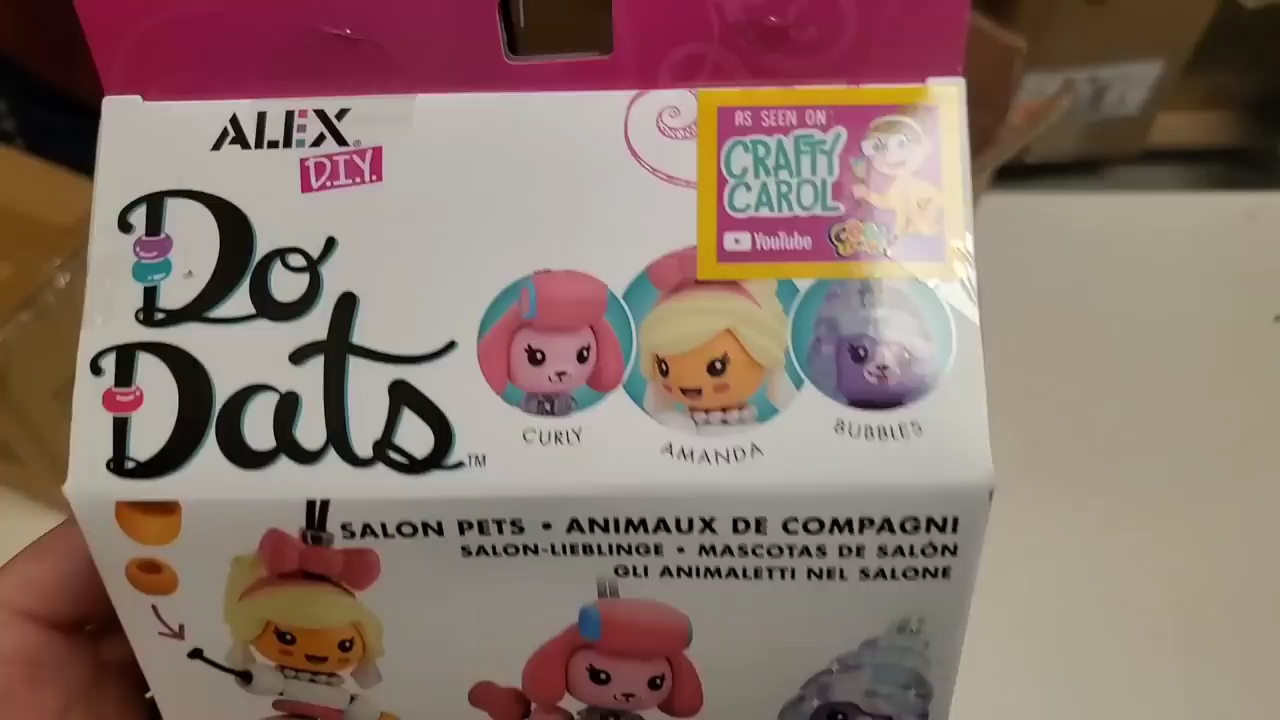 ALEX®
D.I.Y.
Do
Dats™
AS SEEN ON
CRAFTY
CAROL
YouTube
CURLY
AMANDA
BUBBLES
SALON PETS • ANIMAUX DE COMPAGNI
SALON-LIEBLINGE • MASCOTAS DE SALÓN
GLI ANIMALETTI NEL SALONE